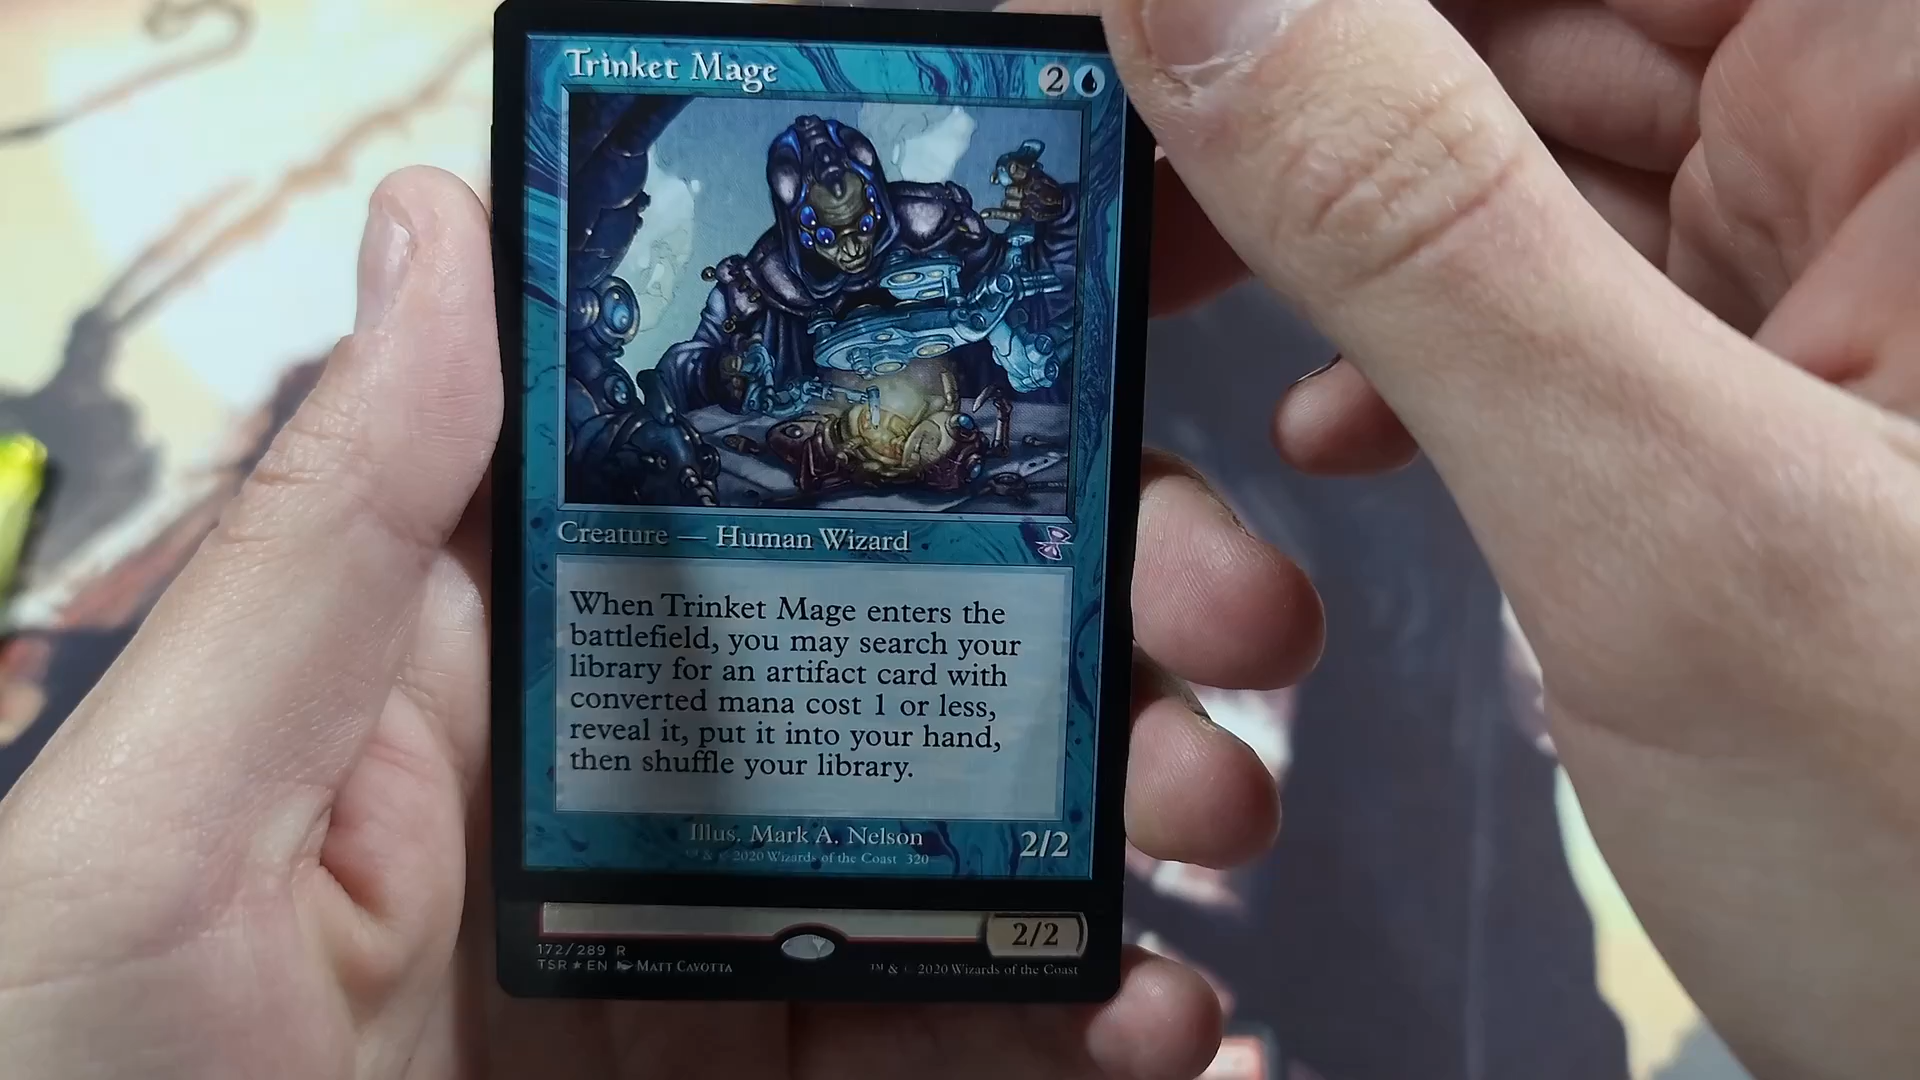 Trinket Mage 2
Creature — Human Wizard
When Trinket Mage enters the
battlefield, you may search your
library for an artifact card with
converted mana cost 1 or less,
reveal it, put it into your hand,
then shuffle your library.
Illus. Mark A. Nelson
2/2
™ & © 2020 Wizards of the Coast 320
2/2
172/289 R
TSR★EN Matt Cavotta
™ & © 2020 Wizards of the Coast